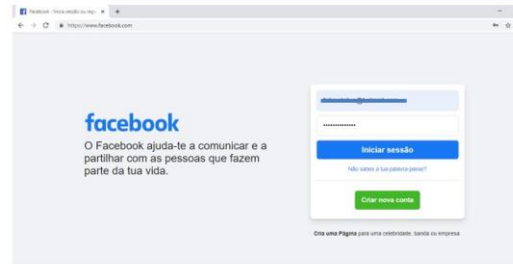 Facebook - Inicia sessão ou reg
https://www.facebook.com
facebook
O Facebook ajuda-te a comunicar e a
partilhar com as pessoas que fazem
parte da tua vida.
Iniciar sessão
Não sabes a tua palavra-passe?
Criar nova conta
Cria uma Página para uma celebridade, banda ou empresa.